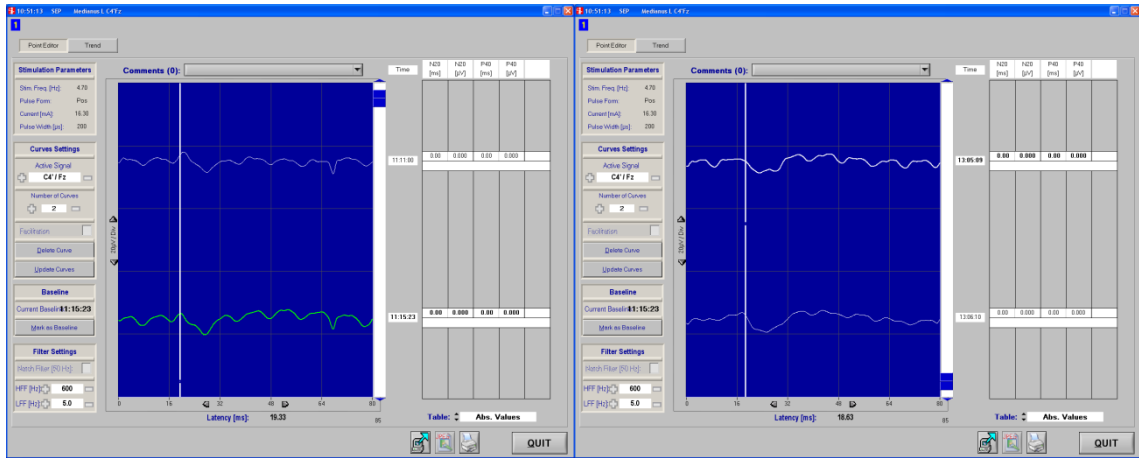 10:51:13 SEP Medianus L C4'Fz
1
Point Editor Trend
Stimulation Parameters
Stim. Freq. [Hz]: 4.70
Pulse Form: Pos
Current [mA]: 16.30
Pulse Width [µs]: 200
Curves Settings
Active Signal
C4' / Fz
Number of Curves
2
Facilitation
Delete Curve
Update Curves
Baseline
Current Baselin 11:15:23
Mark as Baseline
Filter Settings
Notch Filter [50 Hz]:
HFF [Hz]: 600
LFF [Hz]: 5.0
Comments (0):
20µV / Div
0 16 32 48 64 80
Latency [ms]: 19.33
95
Time N20 [ms] N20 [µV] P40 [ms] P40 [µV]
11:11:00 0.00 0.000 0.00 0.000
11:15:23 0.00 0.000 0.00 0.000
Table: Abs. Values
QUIT
10:51:13 SEP Medianus L C4'Fz
1
Point Editor Trend
Stimulation Parameters
Stim. Freq. [Hz]: 4.70
Pulse Form: Pos
Current [mA]: 16.30
Pulse Width [µs]: 200
Curves Settings
Active Signal
C4' / Fz
Number of Curves
2
Facilitation
Delete Curve
Update Curves
Baseline
Current Baselin 11:15:23
Mark as Baseline
Filter Settings
Notch Filter [50 Hz]:
HFF [Hz]: 600
LFF [Hz]: 5.0
Comments (0):
20µV / Div
0 16 32 48 64 80
Latency [ms]: 18.63
95
Time N20 [ms] N20 [µV] P40 [ms] P40 [µV]
13:05:09 0.00 0.000 0.00 0.000
13:06:10 0.00 0.000 0.00 0.000
Table: Abs. Values
QUIT